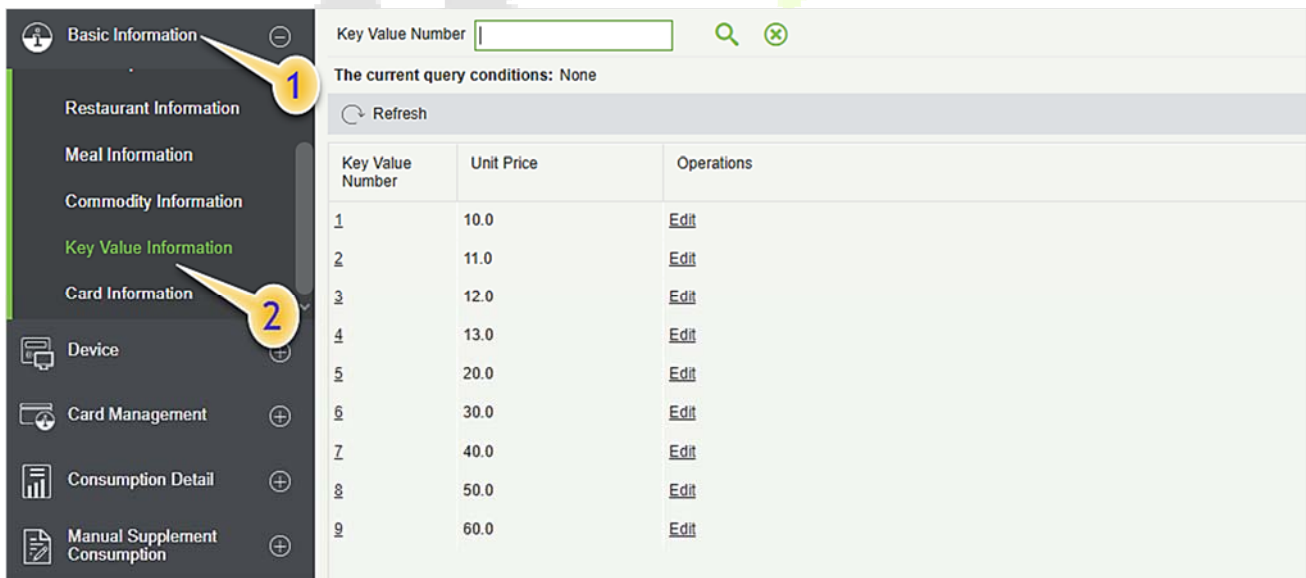 Basic Information
1
Restaurant Information
Meal Information
Commodity Information
Key Value Information
Card Information
2
Device
Card Management
Consumption Detail
Manual Supplement
Consumption
Key Value Number
The current query conditions: None
Refresh
Key Value Number Unit Price Operations
1 10.0 Edit
2 11.0 Edit
3 12.0 Edit
4 13.0 Edit
5 20.0 Edit
6 30.0 Edit
7 40.0 Edit
8 50.0 Edit
9 60.0 Edit